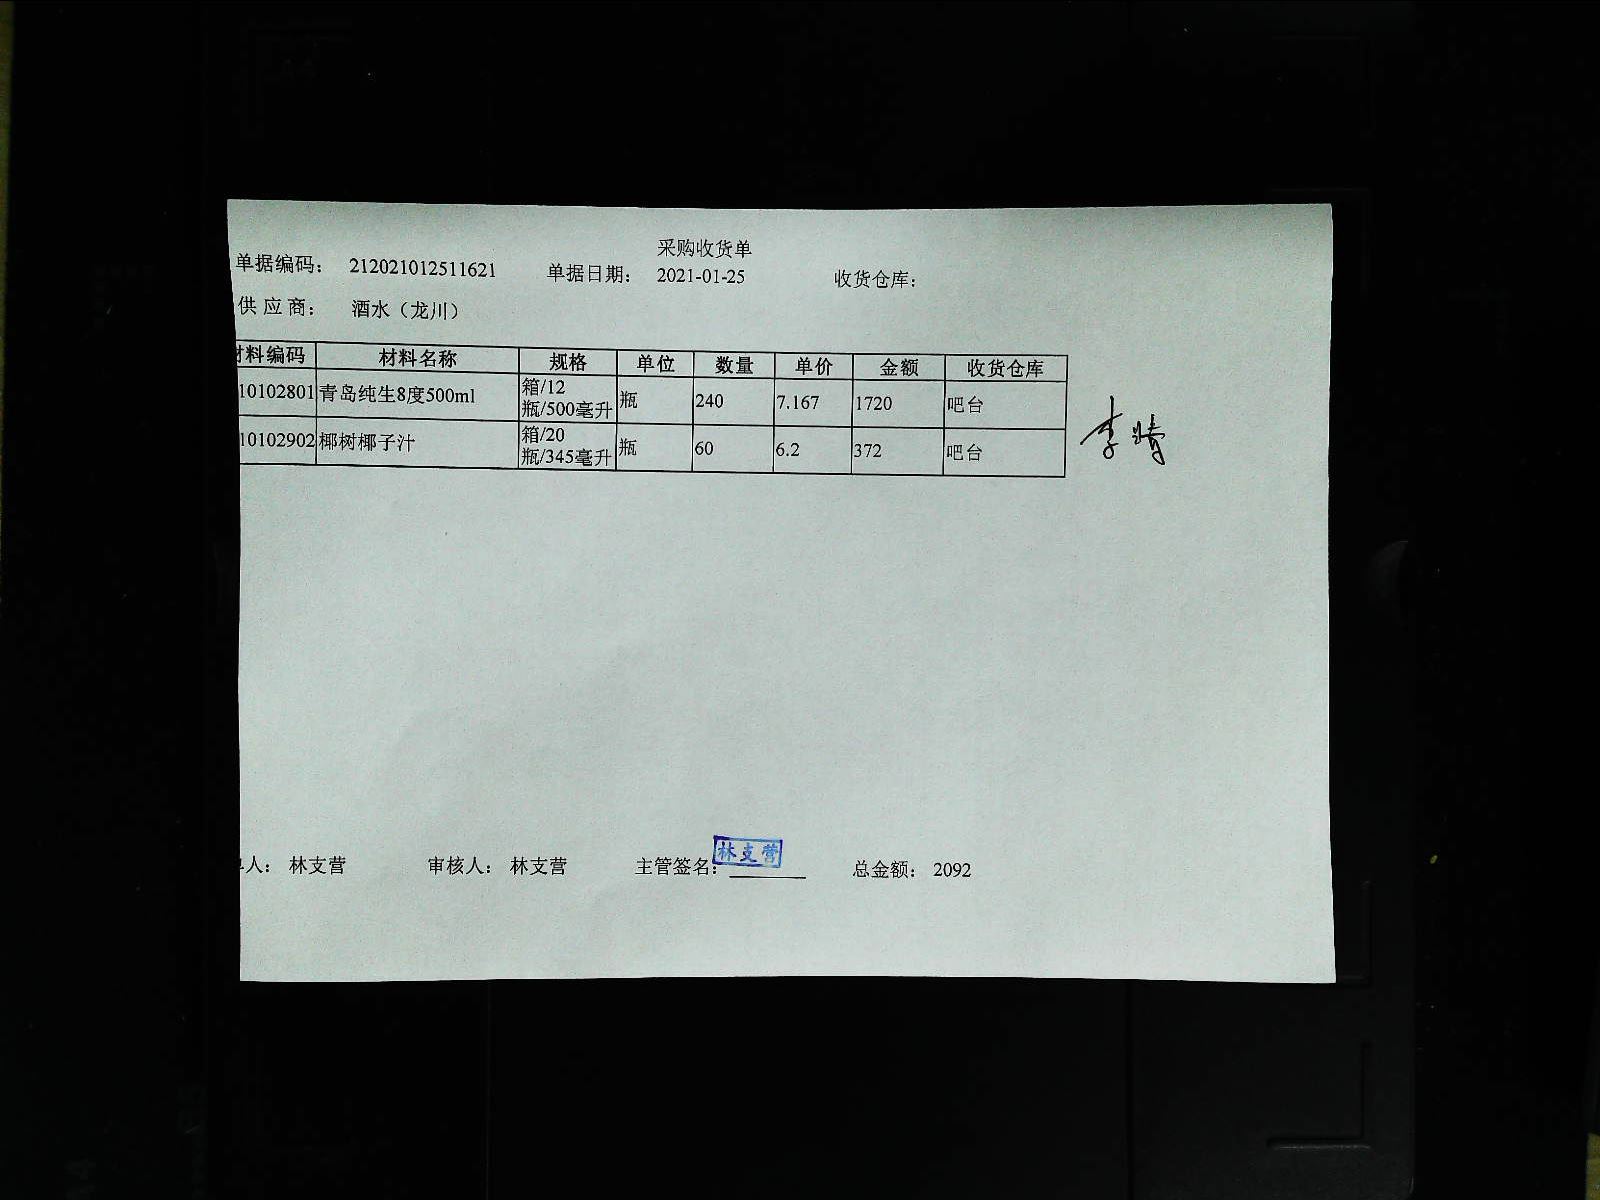 采购收货单
单据编码： 212021012511621 单据日期： 2021-01-25 收货仓库：
供应商： 酒水（龙川）
材料编码 材料名称 规格 单位 数量 单价 金额 收货仓库
10102801 青岛纯生8度500ml 箱/12瓶/500毫升 瓶 240 7.167 1720 吧台
10102902 椰树椰子汁 箱/20瓶/345毫升 瓶 60 6.2 372 吧台
李晴
人： 林支营 审核人： 林支营 主管签名： 林支营 总金额： 2092